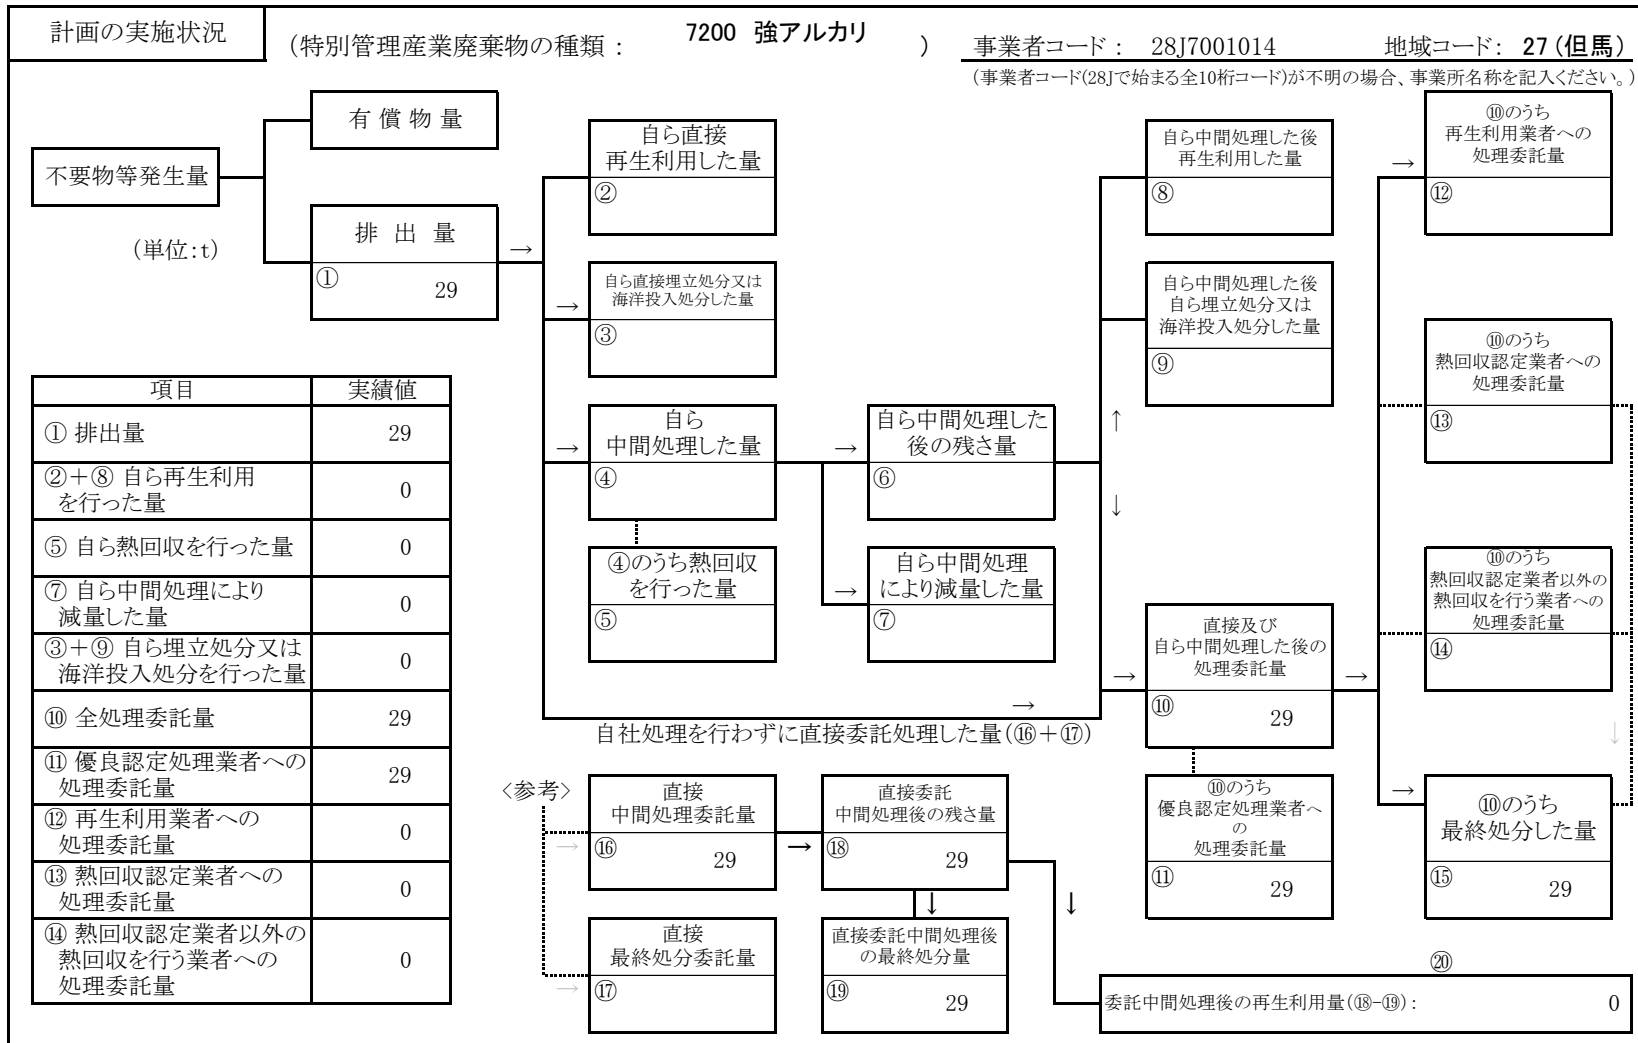 計画の実施状況
(特別管理産業廃棄物の種類： 7200 強アルカリ )
事業者コード： 28J7001014
地域コード： 27 (但馬)
(事業者コード(28Jで始まる全10桁コード)が不明の場合、事業所名称を記入ください。)
不要物等発生量
(単位：t)
有償物量
排出量
→
① 29
自ら直接
再生利用した量
②
自ら直接埋立処分又は
海洋投入処分した量
→
③
自ら
中間処理した量
→
④
④のうち熱回収
を行った量
⑤
自ら中間処理した
後の残さ量
→
⑥
自ら中間処理
により減量した量
→
⑦
自ら中間処理した後
再生利用した量
⑧
自ら中間処理した後
自ら埋立処分又は
海洋投入処分した量
⑨
↑
↓
直接及び
自ら中間処理した後の
処理委託量
→
→
⑩ 29
⑩のうち
優良認定処理業者へ
の
処理委託量
⑪ 29
⑩のうち
再生利用業者への
処理委託量
→
⑫
⑩のうち
熱回収認定業者への
処理委託量
⑬
⑩のうち
熱回収認定業者以外の
熱回収を行う業者への
処理委託量
⑭
↓
→
⑩のうち
最終処分した量
⑮ 29
→
自社処理を行わずに直接委託処理した量(⑯＋⑰)
<参考>
→
直接
中間処理委託量
⑯ 29
→
直接委託
中間処理後の残さ量
⑱ 29
↓
↓
→
直接
最終処分委託量
⑰
直接委託中間処理後
の最終処分量
⑲ 29
⑳
委託中間処理後の再生利用量(⑱-⑲)： 0
項目 実績値
① 排出量 29
②＋⑧ 自ら再生利用
を行った量 0
⑤ 自ら熱回収を行った量 0
⑦ 自ら中間処理により
減量した量 0
③＋⑨ 自ら埋立処分又は
海洋投入処分を行った量 0
⑩ 全処理委託量 29
⑪ 優良認定処理業者への
処理委託量 29
⑫ 再生利用業者への
処理委託量 0
⑬ 熱回収認定業者への
処理委託量 0
⑭ 熱回収認定業者以外の
熱回収を行う業者への
処理委託量 0